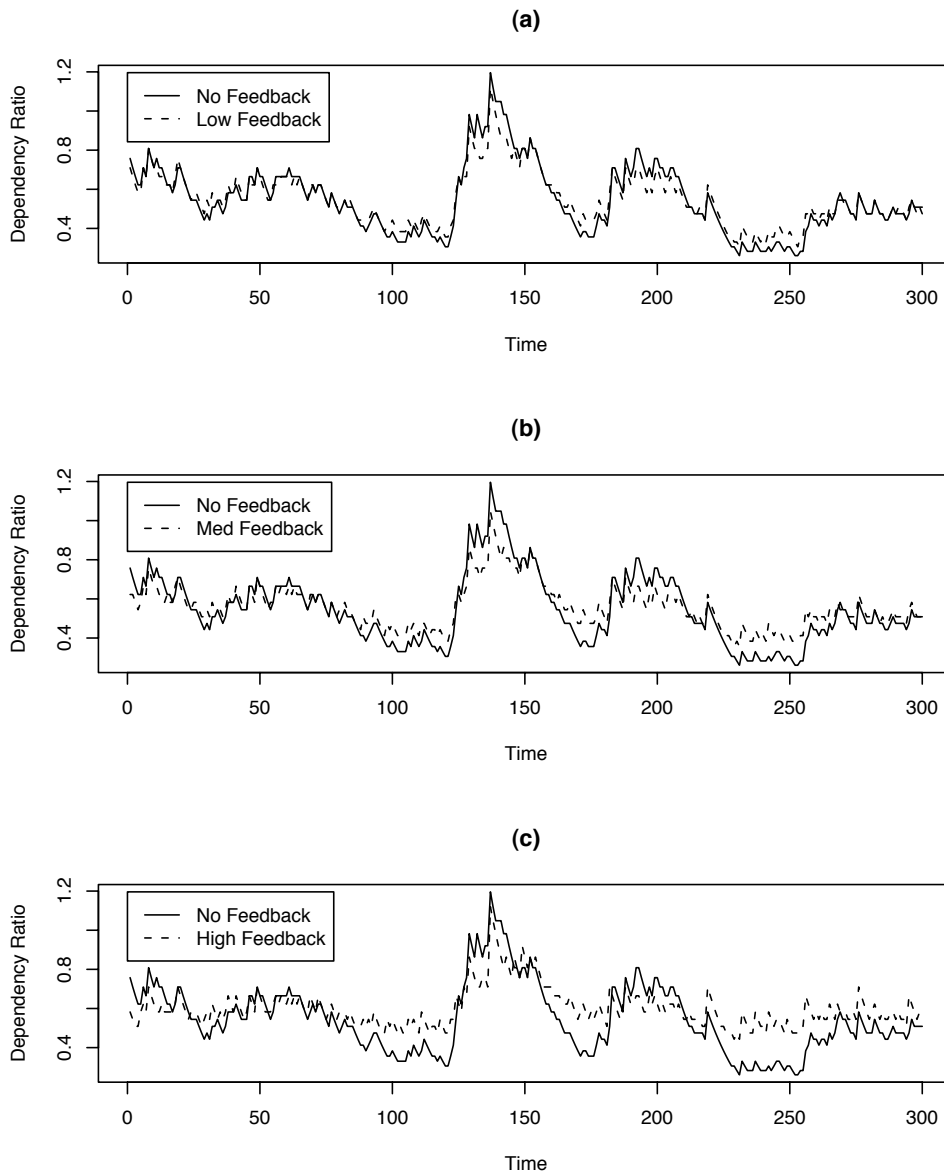 (a)
Dependency Ratio
1.2
0.8
0.4
No Feedback
Low Feedback
0 50 100 150 200 250 300
Time
(b)
Dependency Ratio
1.2
0.8
0.4
No Feedback
Med Feedback
0 50 100 150 200 250 300
Time
(c)
Dependency Ratio
1.2
0.8
0.4
No Feedback
High Feedback
0 50 100 150 200 250 300
Time